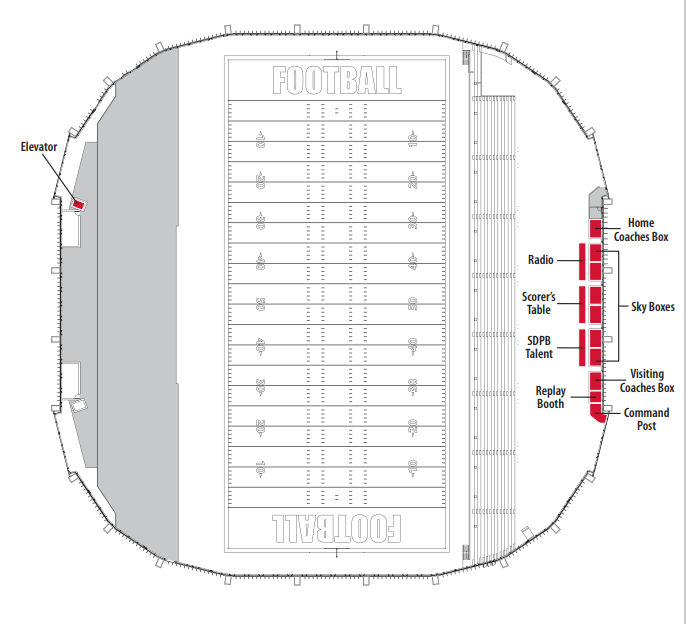 FOOTBALL
10 10
20 20
Elevator
30 30
40 40
50 50
40 40
30 30
20 20
10 10
FOOTBALL
Home
Coaches Box
Radio
Scorer's
Table
Sky Boxes
SDPB
Talent
Visiting
Coaches Box
Replay
Booth
Command
Post